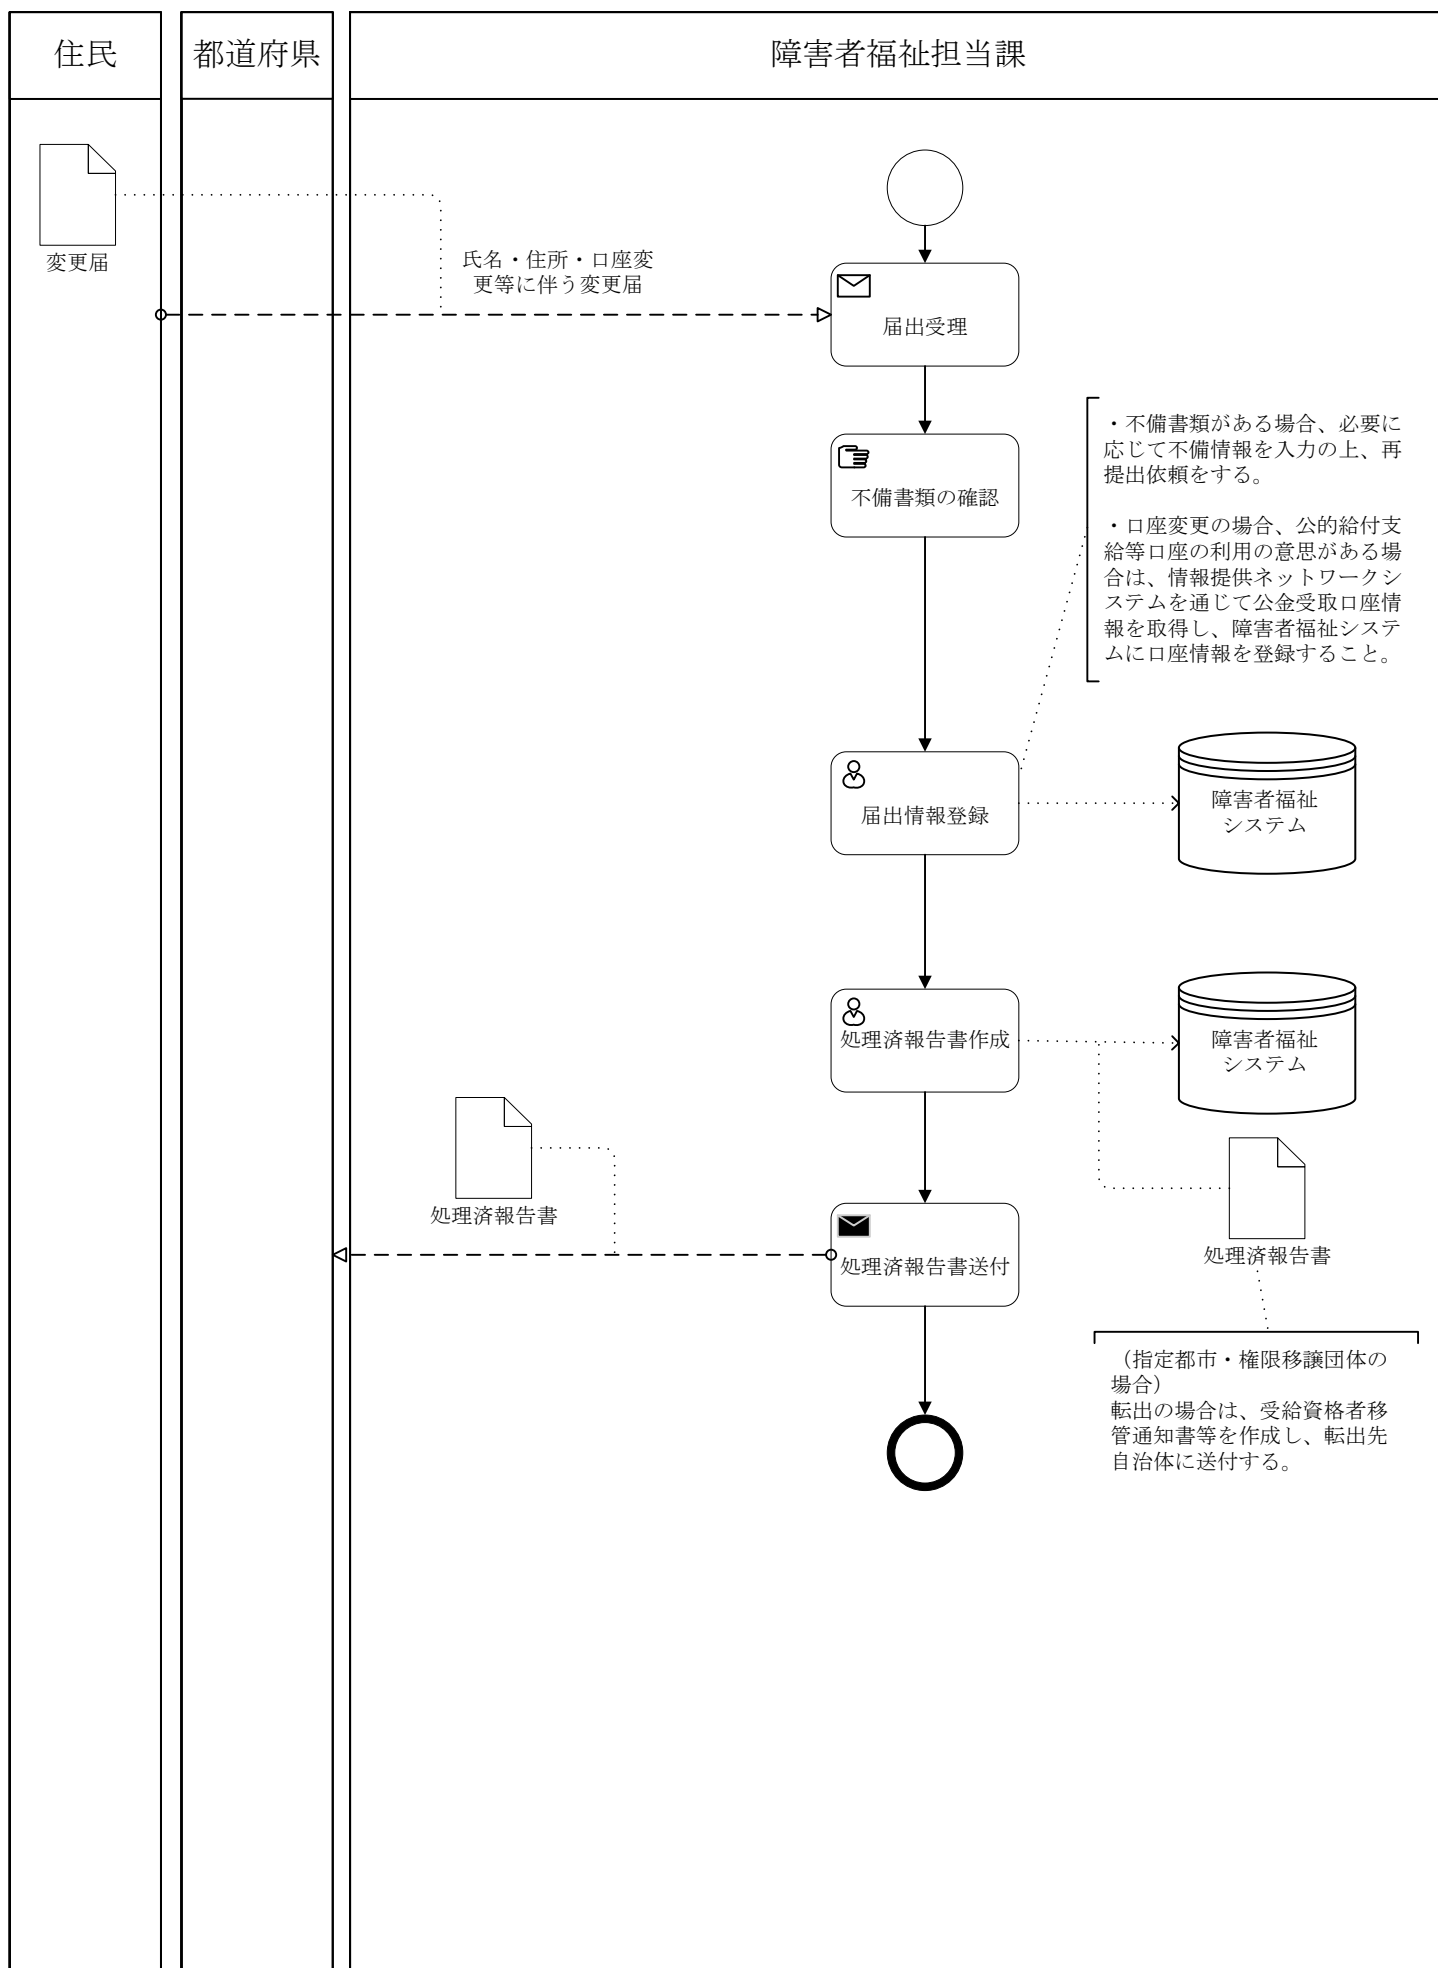 住民
都道府県
障害者福祉担当課
変更届
氏名・住所・口座変
更等に伴う変更届
届出受理
不備書類の確認
・不備書類がある場合、必要に
応じて不備情報を入力の上、再
提出依頼をする。
・口座変更の場合、公的給付支
給等口座の利用の意思がある場
合は、情報提供ネットワークシ
ステムを通じて公金受取口座情
報を取得し、障害者福祉システ
ムに口座情報を登録すること。
届出情報登録
障害者福祉
システム
処理済報告書作成
障害者福祉
システム
処理済報告書
処理済報告書送付
処理済報告書
（指定都市・権限移譲団体の
場合）
転出の場合は、受給資格者移
管通知書等を作成し、転出先
自治体に送付する。